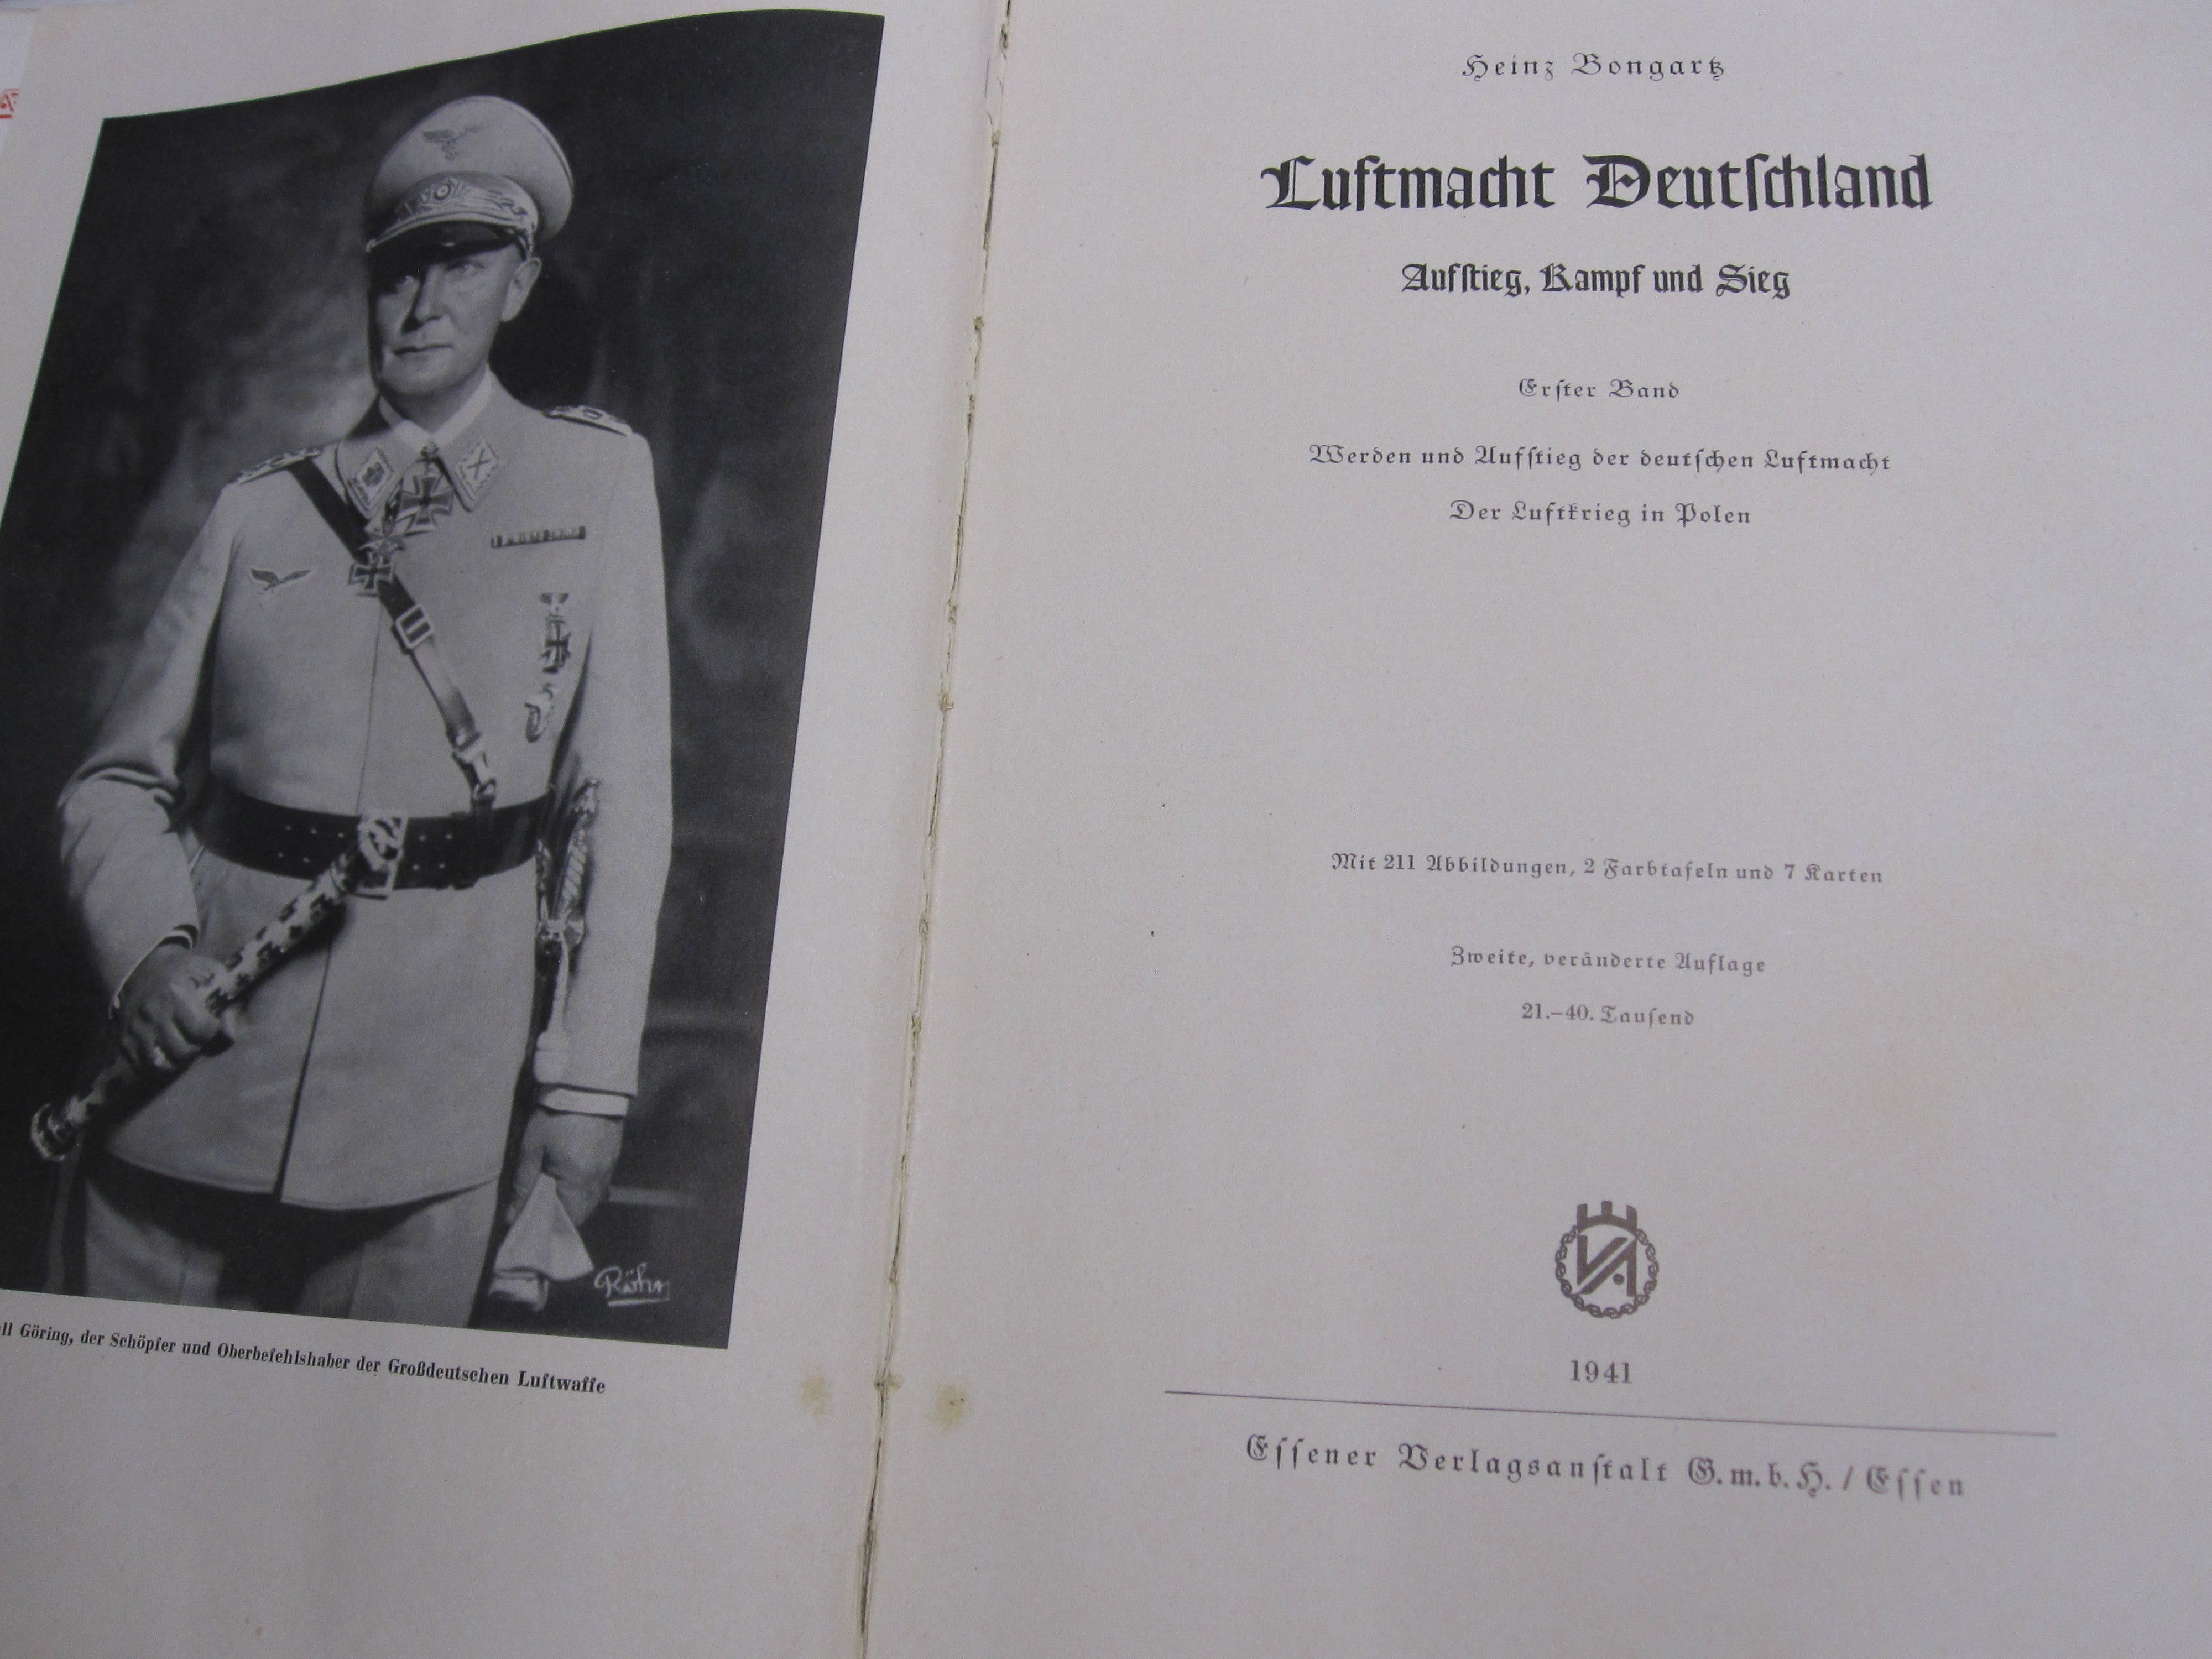 Röhr
ll Göring, der Schöpfer und Oberbefehlshaber der Großdeutschen Luftwaffe
Heinz Bongartz
Luftmacht Deutſchland
Aufſtieg, Kampf und Sieg
Erſter Band
Werden und Aufſtieg der deutſchen Luftmacht
Der Luftkrieg in Polen
Mit 211 Abbildungen, 2 Farbtafeln und 7 Karten
Zweite, veränderte Auflage
21.–40. Tauſend
VA
1941
Eſſener Verlagsanſtalt G.m.b.H. / Eſſen